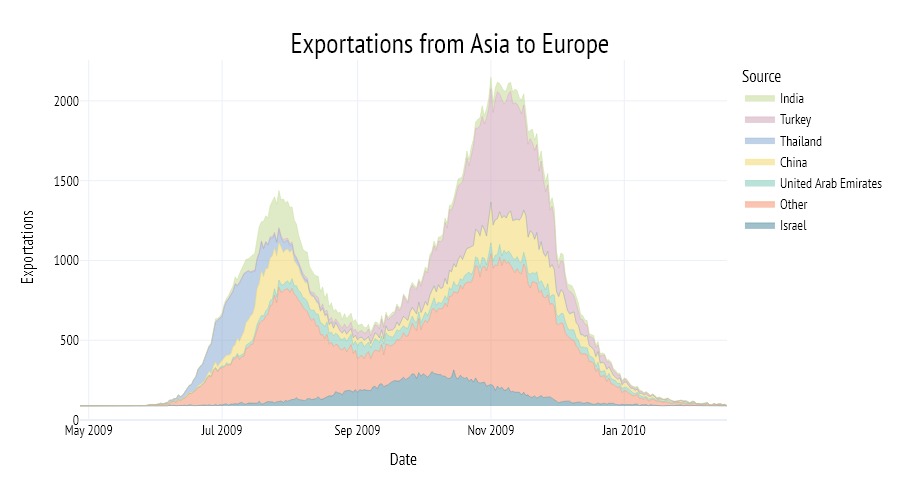 Exportations from Asia to Europe
Source
India
Turkey
Thailand
China
United Arab Emirates
Other
Israel
Exportations
2000
1500
1000
500
0
May 2009
Jul 2009
Sep 2009
Nov 2009
Jan 2010
Date